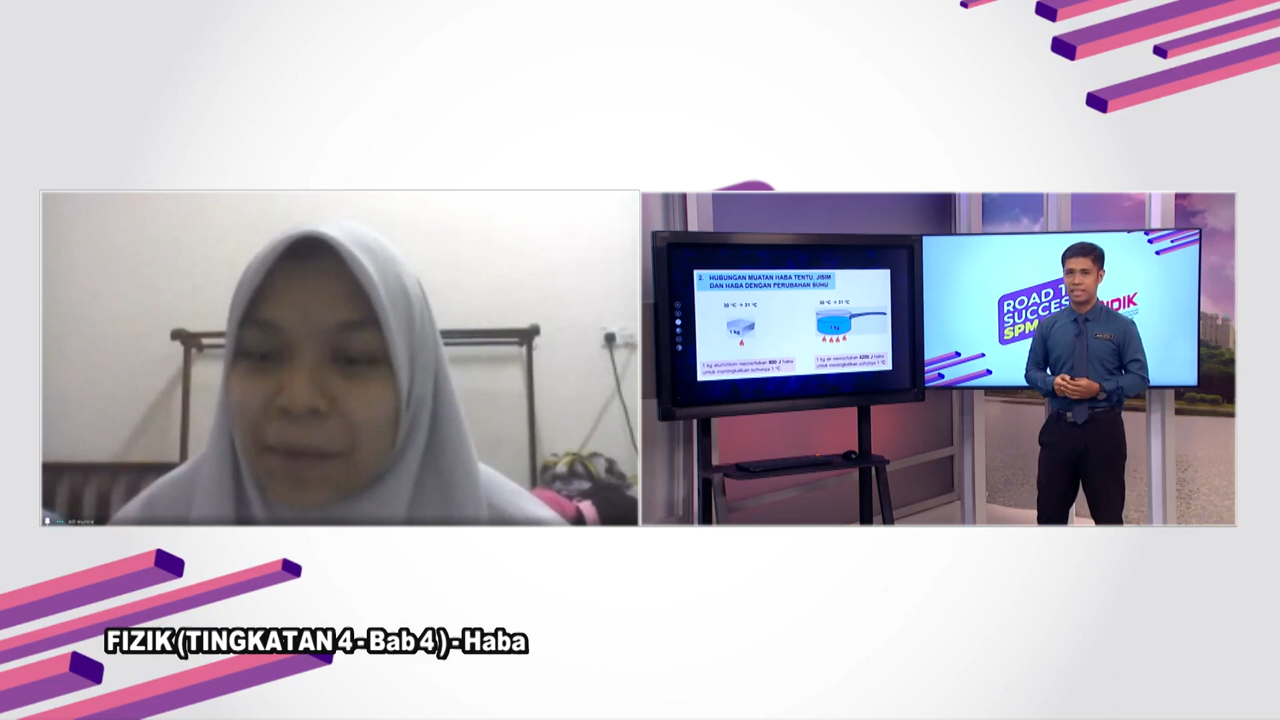 2. HUBUNGAN MUATAN HABA TENTU, JISIM
DAN HABA DENGAN PERUBAHAN SUHU
30 °C → 31 °C
30 °C → 31 °C
1 kg
1 kg
1 kg aluminium memerlukan 900 J haba
untuk meningkatkan suhunya 1 °C
1 kg air memerlukan 4200 J haba
untuk meningkatkan suhunya 1 °C
ROAD
SUCCES
SPM
DIK
FIZIK (TINGKATAN 4 - Bab 4) - Haba